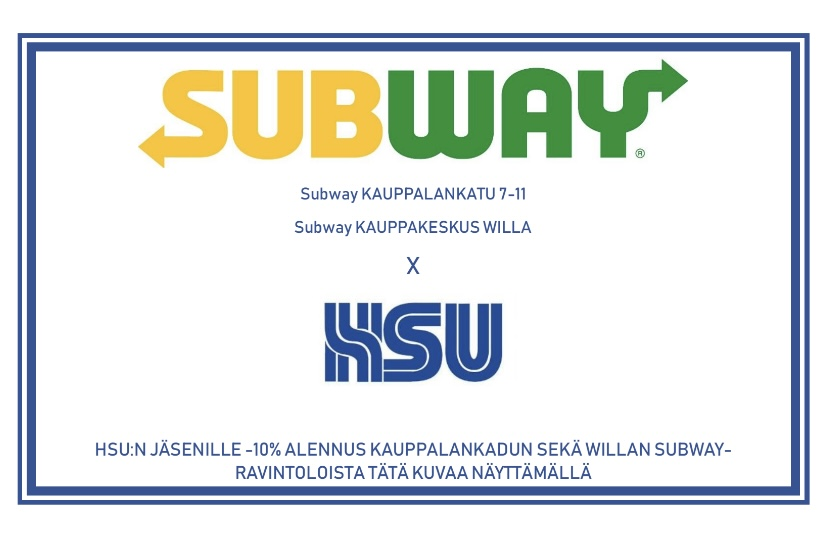 SUBWAY®
Subway KAUPPALANKATU 7-11
Subway KAUPPAKESKUS WILLA
X
HSU
HSU:N JÄSENILLE -10% ALENNUS KAUPPALANKADUN SEKÄ WILLAN SUBWAY-
RAVINTOLOISTA TÄTÄ KUVAA NÄYTTÄMÄLLÄ